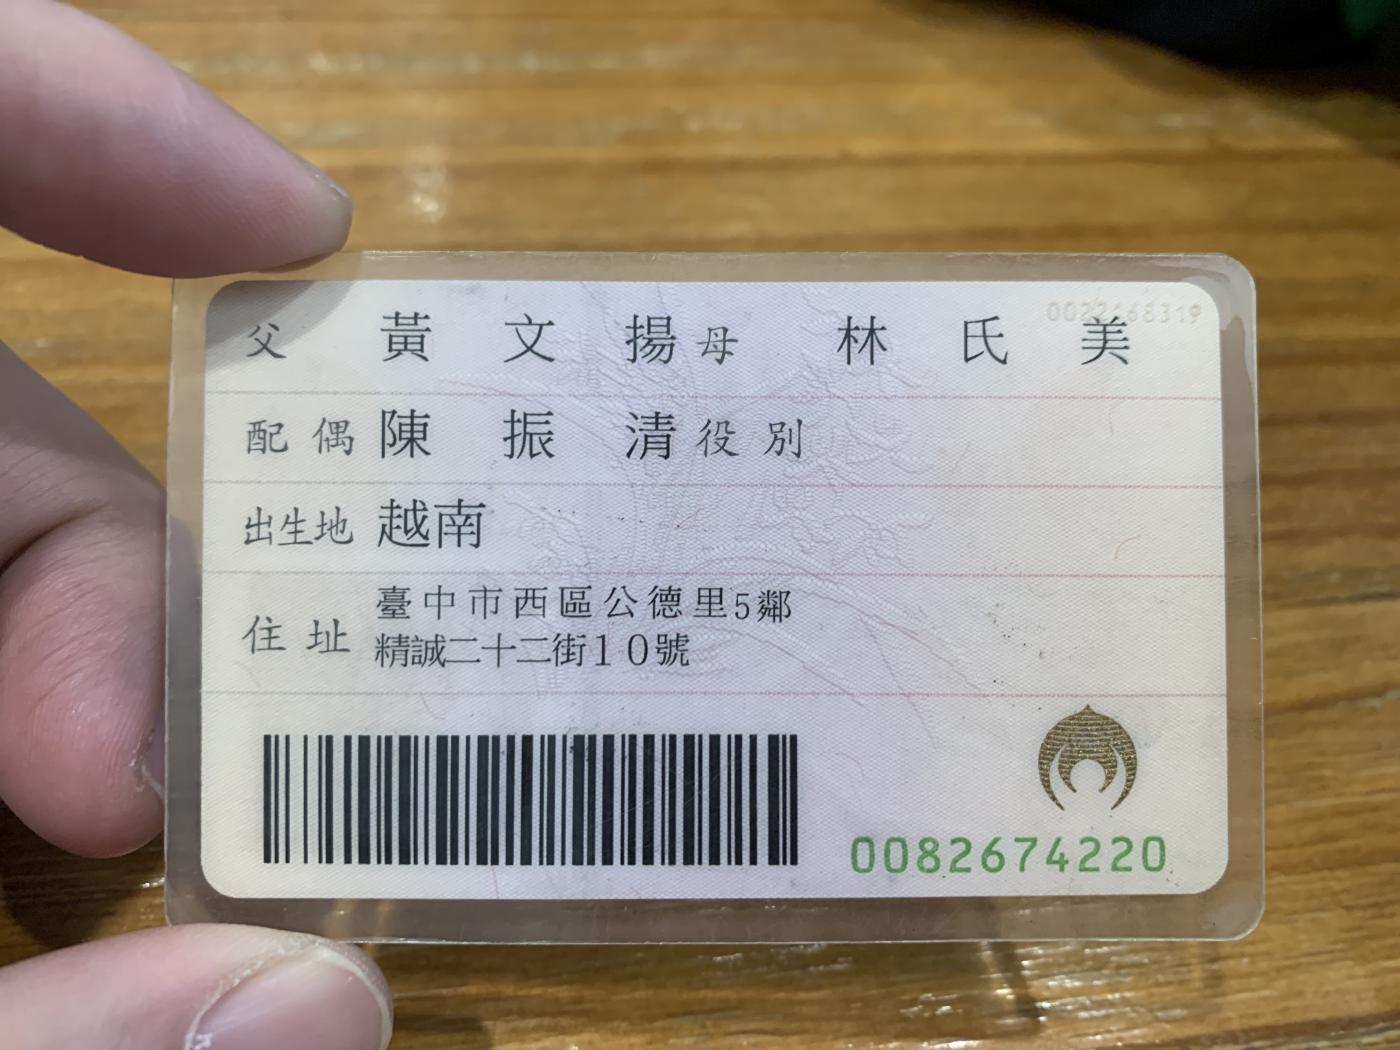 0022168319
父 黃文揚 母 林氏美
配偶 陳振清 役別
出生地 越南
住址 臺中市西區公德里5鄰
精誠二十二街10號
0082674220